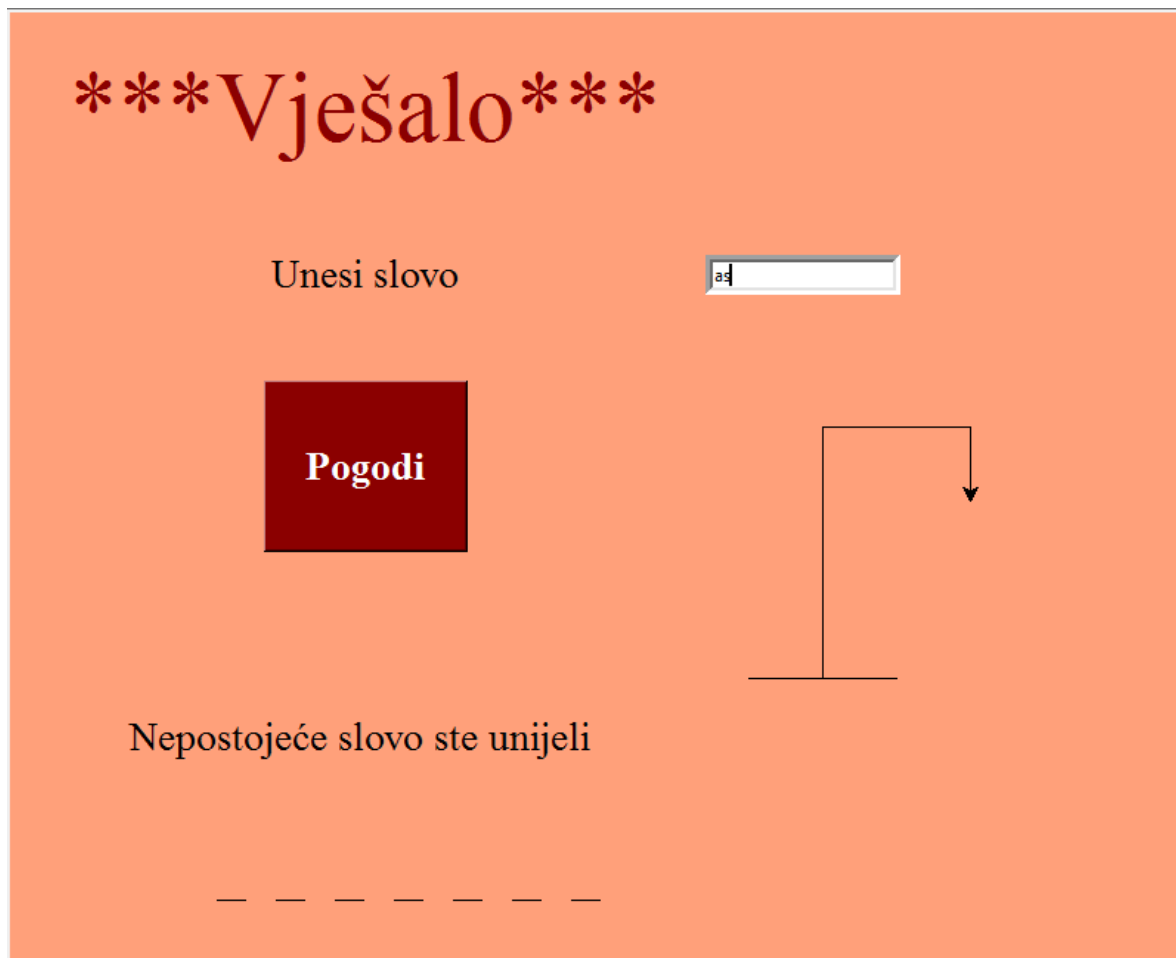 ***Vješalo***
Unesi slovo
as
Pogodi
Nepostojeće slovo ste unijeli
_ _ _ _ _ _ _